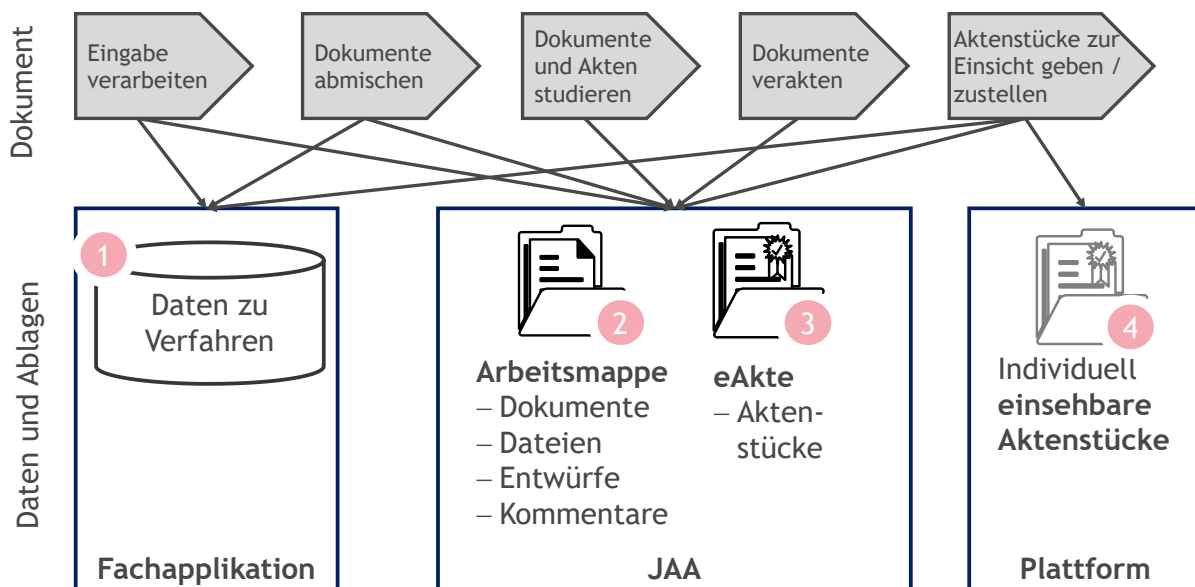 Dokument
Eingabe
verarbeiten
Dokumente
abmischen
Dokumente
und Akten
studieren
Dokumente
verakten
Aktenstücke zur
Einsicht geben /
zustellen
Daten und Ablagen
1
Daten zu
Verfahren
Fachapplikation
2
Arbeitsmappe
– Dokumente
– Dateien
– Entwürfe
– Kommentare
3
eAkte
– Akten-
stücke
JAA
4
Individuell
einsehbare
Aktenstücke
Plattform